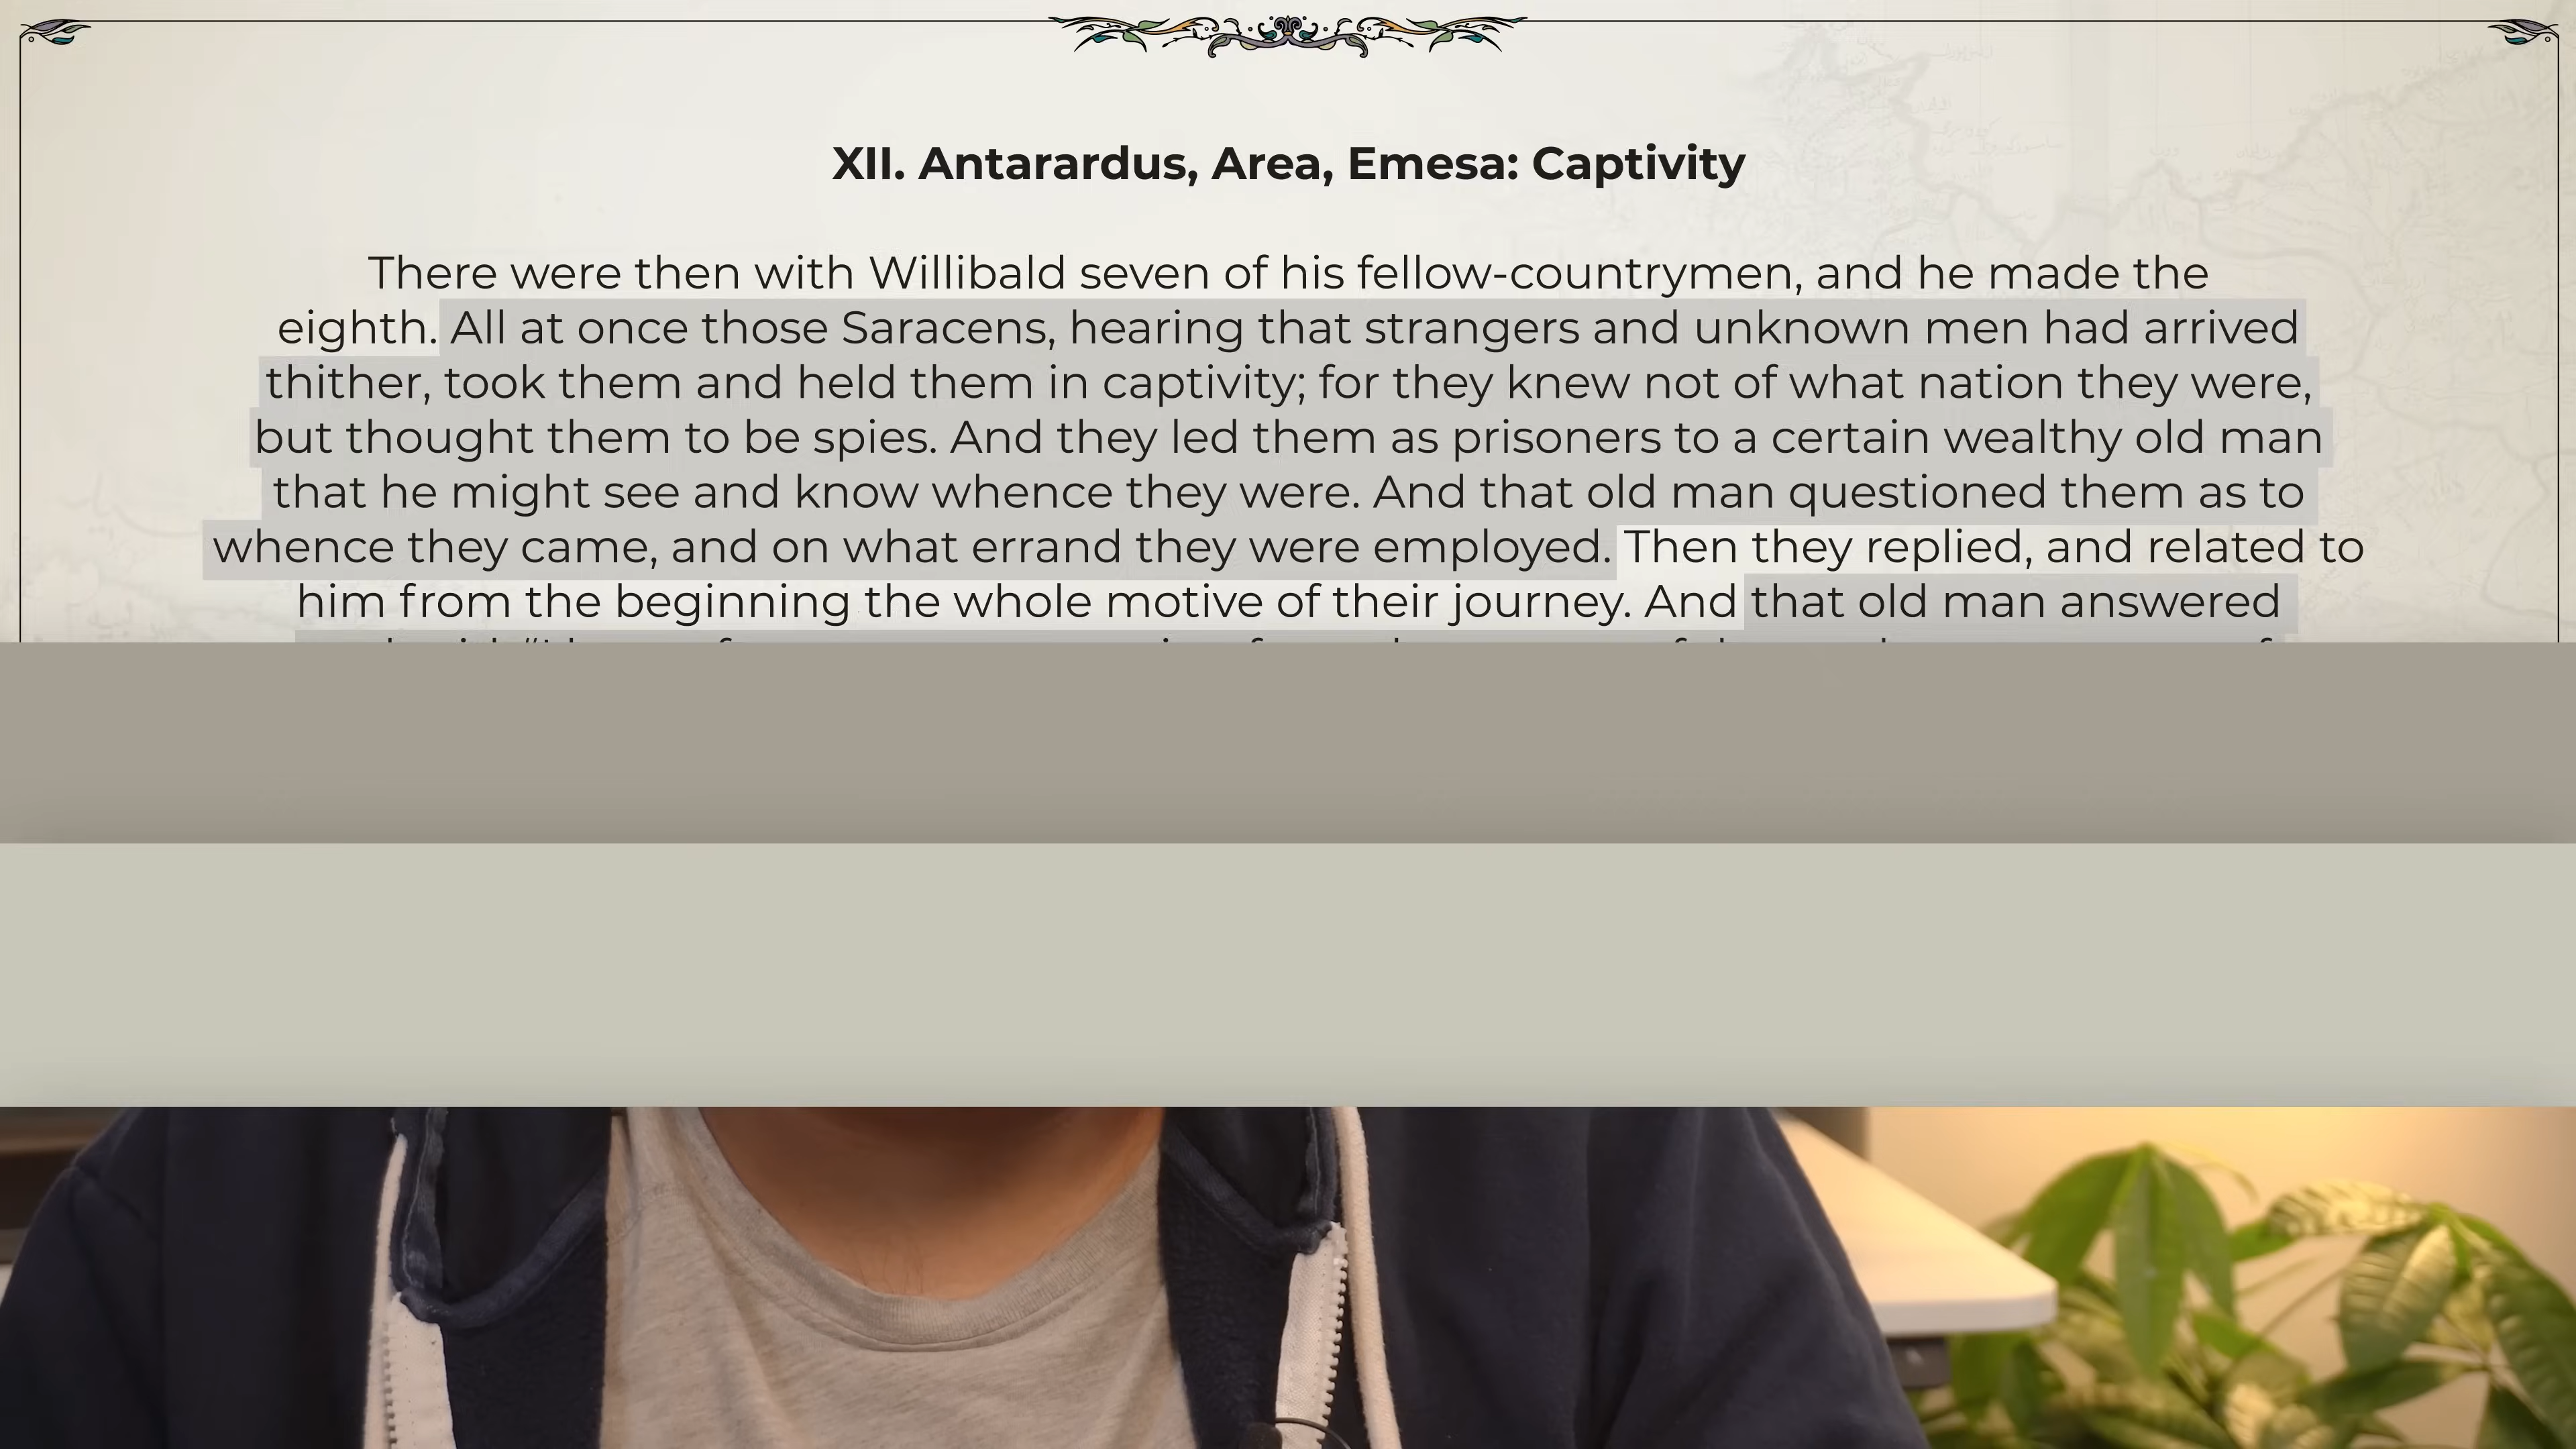 XII. Antarardus, Area, Emesa: Captivity
There were then with Willibald seven of his fellow-countrymen, and he made the
eighth. All at once those Saracens, hearing that strangers and unknown men had arrived
thither, took them and held them in captivity; for they knew not of what nation they were,
but thought them to be spies. And they led them as prisoners to a certain wealthy old man
that he might see and know whence they were. And that old man questioned them as to
whence they came, and on what errand they were employed. Then they replied, and related to
him from the beginning the whole motive of their journey. And that old man answered